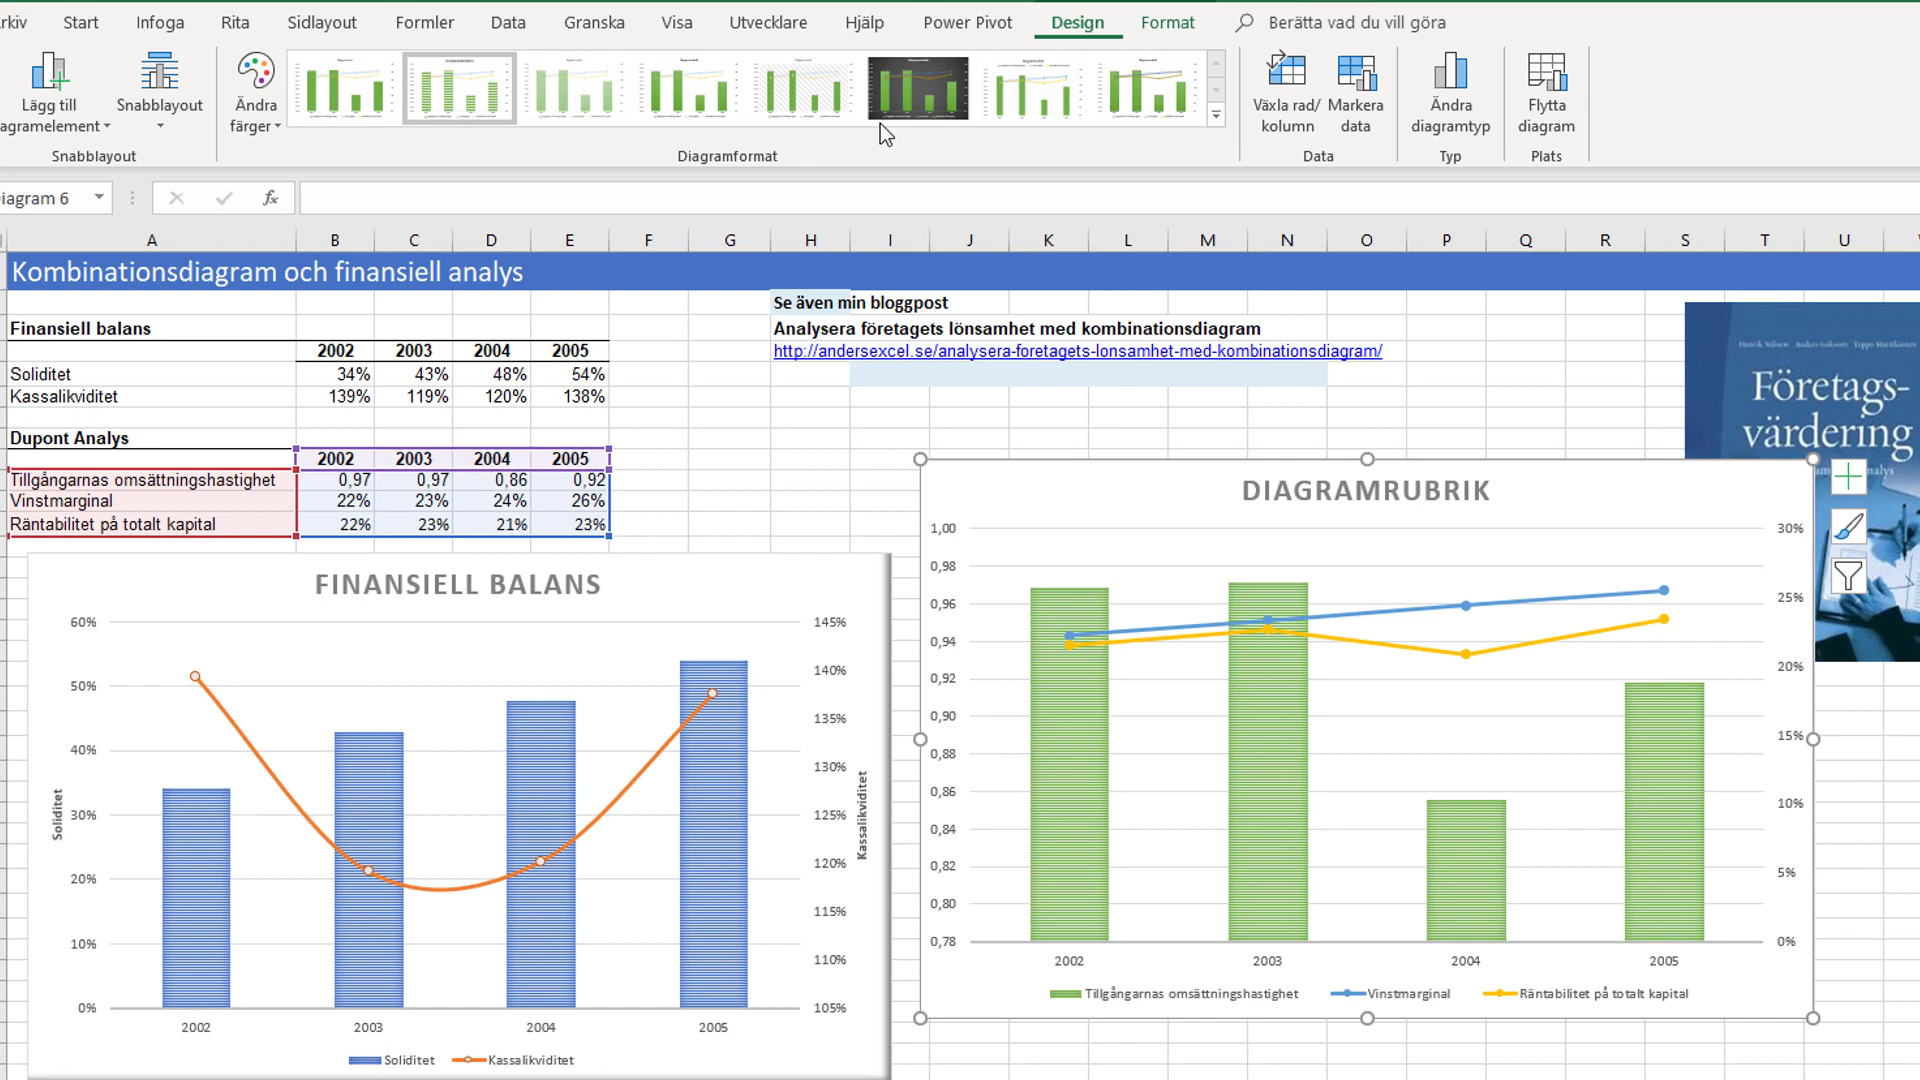 rkiv Start Infoga Rita Sidlayout Formler Data Granska Visa Utvecklare Hjälp Power Pivot Design Format Berätta vad du vill göra
Lägg till
agramelement
Snabblayout
Ändra
färger
Växla rad/
kolumn
Markera
data
Ändra
diagramtyp
Flytta
diagram
Snabblayout Diagramformat Data Typ Plats
iagram 6 fx
A B C D E F G H I J K L M N O P Q R S T U
Kombinationsdiagram och finansiell analys
Se även min bloggpost
Finansiell balans
Analysera företagets lönsamhet med kombinationsdiagram
2002 2003 2004 2005
http://andersexcel.se/analysera-foretagets-lonsamhet-med-kombinationsdiagram/
Soliditet 34% 43% 48% 54%
Kassalikviditet 139% 119% 120% 138%
Dupont Analys
2002 2003 2004 2005
Tillgångarnas omsättningshastighet 0,97 0,97 0,86 0,92
Vinstmarginal 22% 23% 24% 26%
Räntabilitet på totalt kapital 22% 23% 21% 23%
Företags-
värdering
FINANSIELL BALANS
60%
50%
40%
30%
20%
10%
0%
Soliditet
145%
140%
135%
130%
125%
120%
115%
110%
105%
Kassalikviditet
2002 2003 2004 2005
Soliditet Kassalikviditet
DIAGRAMRUBRIK
1,00
0,98
0,96
0,94
0,92
0,90
0,88
0,86
0,84
0,82
0,80
0,78
30%
25%
20%
15%
10%
5%
0%
2002 2003 2004 2005
Tillgångarnas omsättningshastighet Vinstmarginal Räntabilitet på totalt kapital